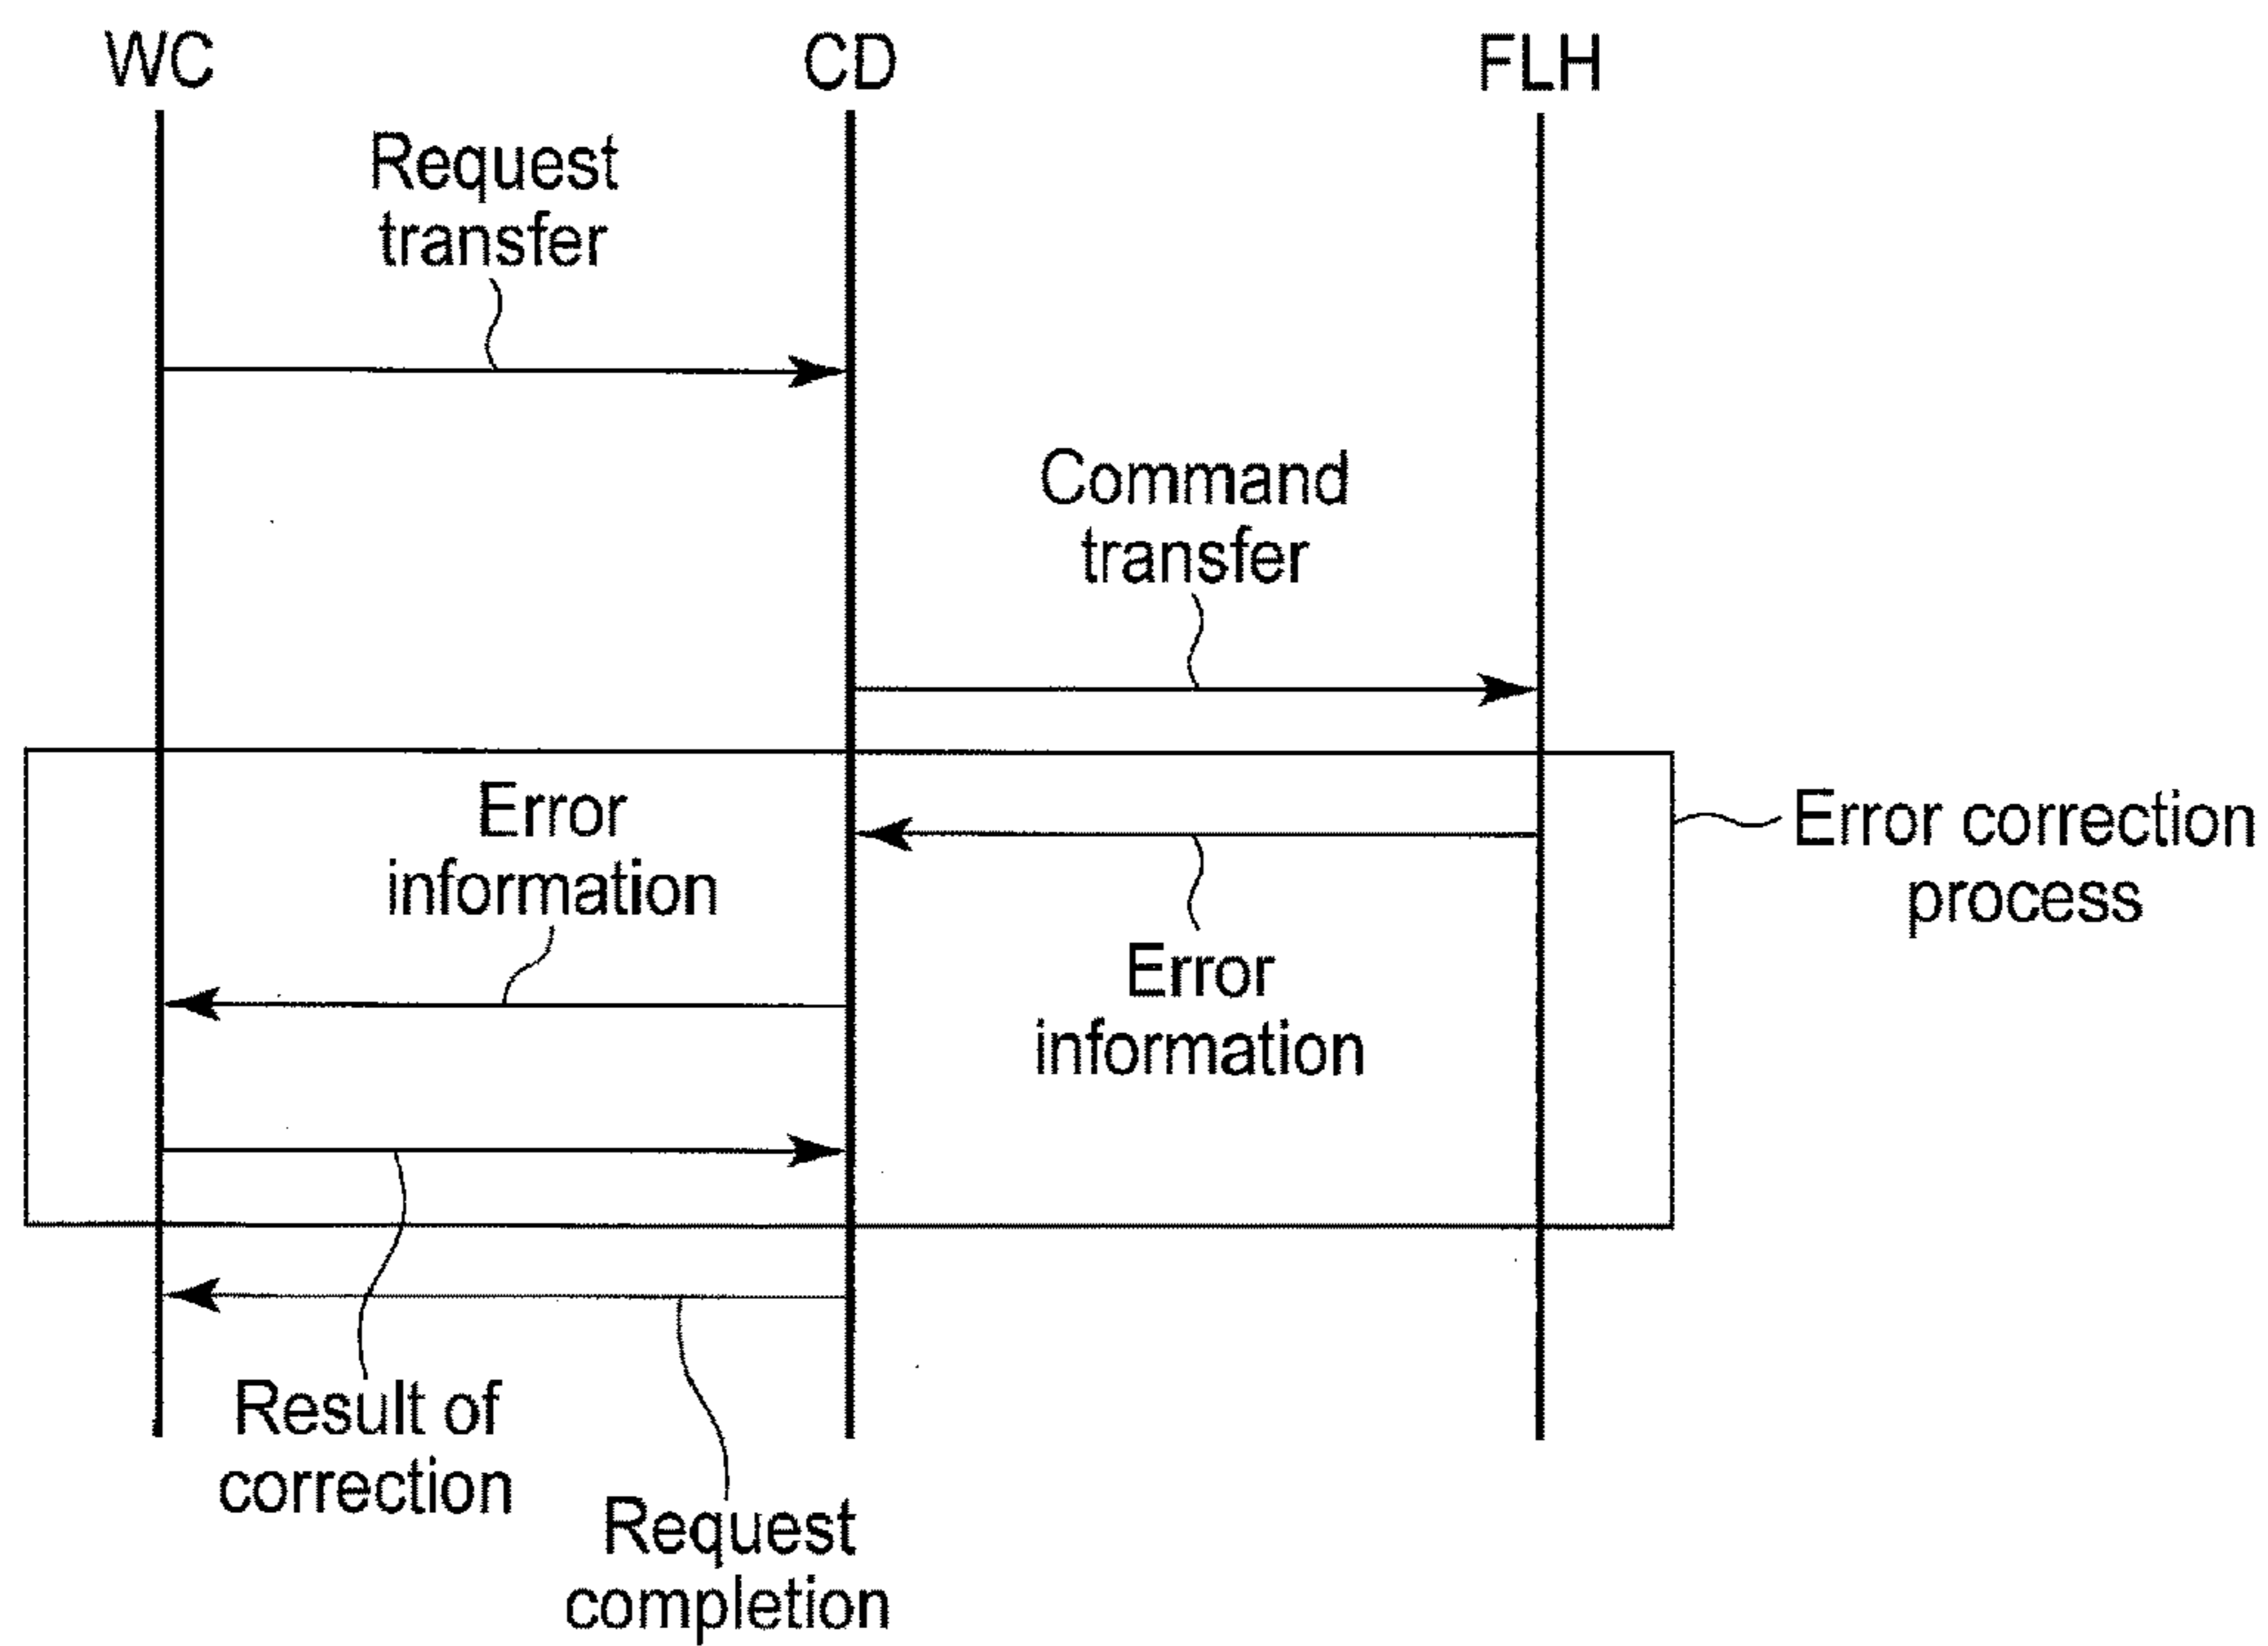 WC
CD
FLH
Request
transfer
Command
transfer
Error
information
Error correction
process
Error
information
Result of
correction
Request
completion